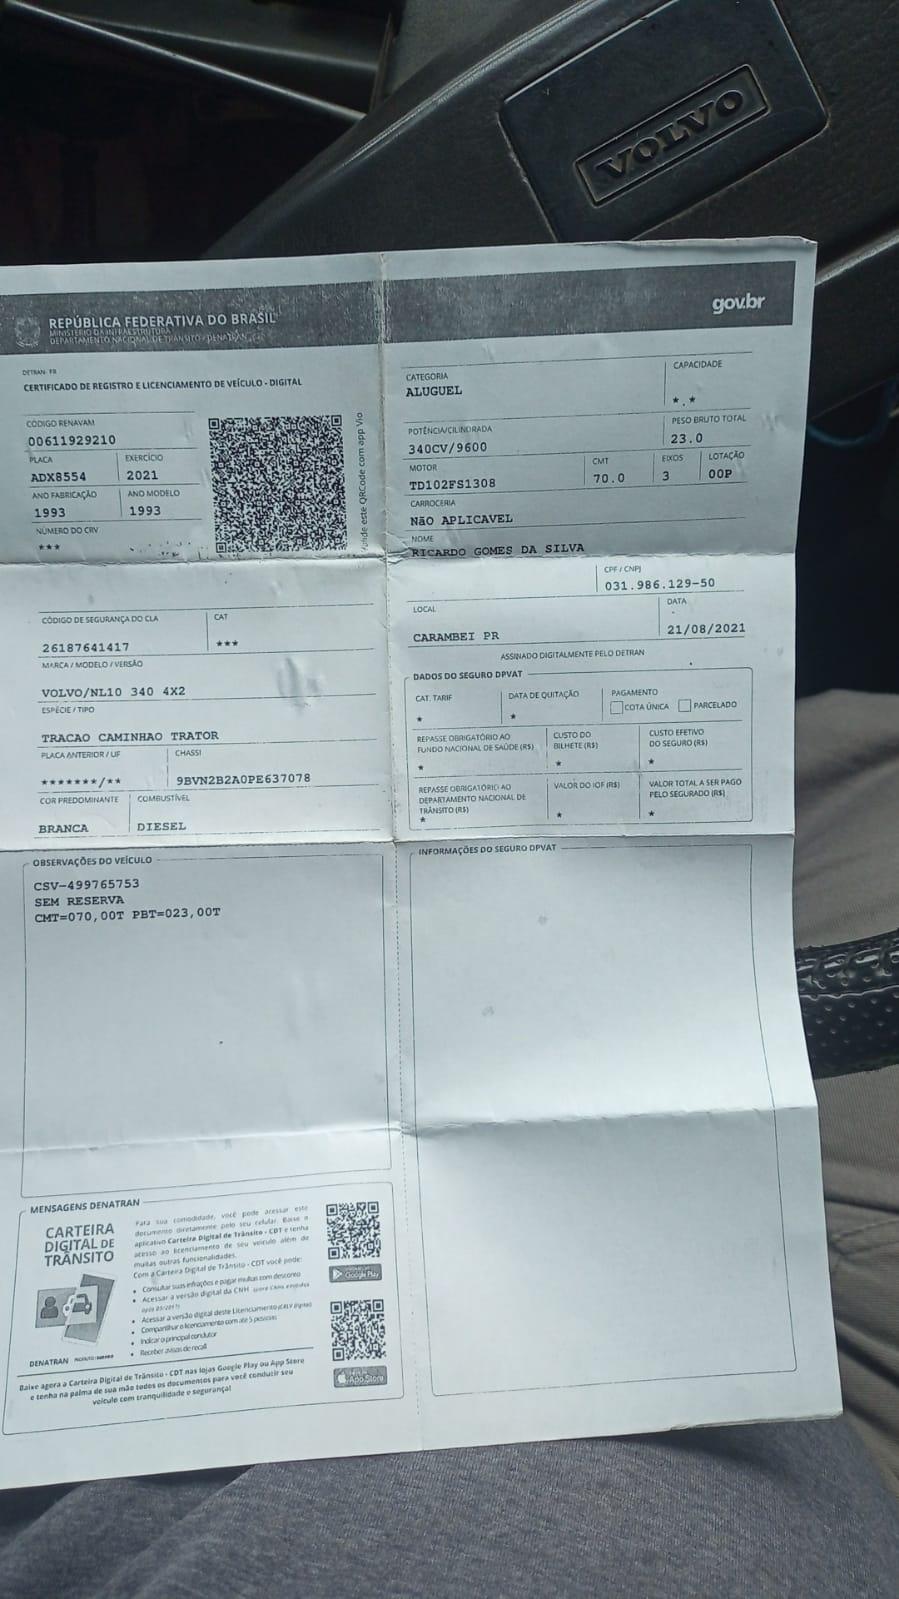 VOLVO
gov.br
REPÚBLICA FEDERATIVA DO BRASIL
MINISTÉRIO DA INFRAESTRUTURA
DEPARTAMENTO NACIONAL DE TRÂNSITO - DENATRAN
DETRAN- PR
CERTIFICADO DE REGISTRO E LICENCIAMENTO DE VEÍCULO - DIGITAL
CÓDIGO RENAVAM
00611929210
PLACA EXERCÍCIO
ADX8554 2021
ANO FABRICAÇÃO ANO MODELO
1993 1993
NÚMERO DO CRV
***
este QRCode com app Vio
CÓDIGO DE SEGURANÇA DO CLA CAT
26187641417 ***
MARCA / MODELO / VERSÃO
VOLVO/NL10 340 4X2
ESPÉCIE / TIPO
TRACAO CAMINHAO TRATOR
PLACA ANTERIOR / UF CHASSI
*******/** 9BVN2B2A0PE637078
COR PREDOMINANTE COMBUSTÍVEL
BRANCA DIESEL
CATEGORIA CAPACIDADE
ALUGUEL *.*
POTÊNCIA/CILINDRADA PESO BRUTO TOTAL
340CV/9600 23.0
MOTOR CMT EIXOS LOTAÇÃO
TD102FS1308 70.0 3 00P
CARROCERIA
NãO APLICAVEL
NOME
RICARDO GOMES DA SILVA
CPF / CNPJ
031.986.129-50
LOCAL DATA
CARAMBEI PR 21/08/2021
ASSINADO DIGITALMENTE PELO DETRAN
DADOS DO SEGURO DPVAT
CAT. TARIF DATA DE QUITAÇÃO PAGAMENTO
* * COTA ÚNICA PARCELADO
REPASSE OBRIGATÓRIO AO CUSTO DO CUSTO EFETIVO
FUNDO NACIONAL DE SAÚDE (R$) BILHETE (R$) DO SEGURO (R$)
* * *
REPASSE OBRIGATÓRIO AO VALOR DO IOF (R$) VALOR TOTAL A SER PAGO
DEPARTAMENTO NACIONAL DE PELO SEGURADO (R$)
TRÂNSITO (R$)
* * *
OBSERVAÇÕES DO VEÍCULO
CSV-499765753
SEM RESERVA
CMT=070,00T PBT=023,00T
INFORMAÇÕES DO SEGURO DPVAT
MENSAGENS DENATRAN
CARTEIRA
DIGITAL DE
TRÂNSITO
Para sua comodidade, você pode acessar este
documento diretamente pelo seu celular. Baixe o
aplicativo Carteira Digital de Trânsito - CDT e tenha
acesso ao licenciamento de seu veículo além de
muitas outras funcionalidades.
Com a Carteira Digital de Trânsito - CDT você pode:
• Consultar suas infrações e pagar multas com desconto
• Acessar a versão digital da CNH
• Acessar a versão digital deste Licenciamento
• Compartilhar o licenciamento com até 5 pessoas
• Indicar o principal condutor
• Receber avisos de recall
Google Play
App Store
DENATRAN
Baixe agora a Carteira Digital de Trânsito - CDT nas lojas Google Play ou App Store
e tenha na palma de sua mão todos os documentos para você conduzir seu
veículo com tranquilidade e segurança!